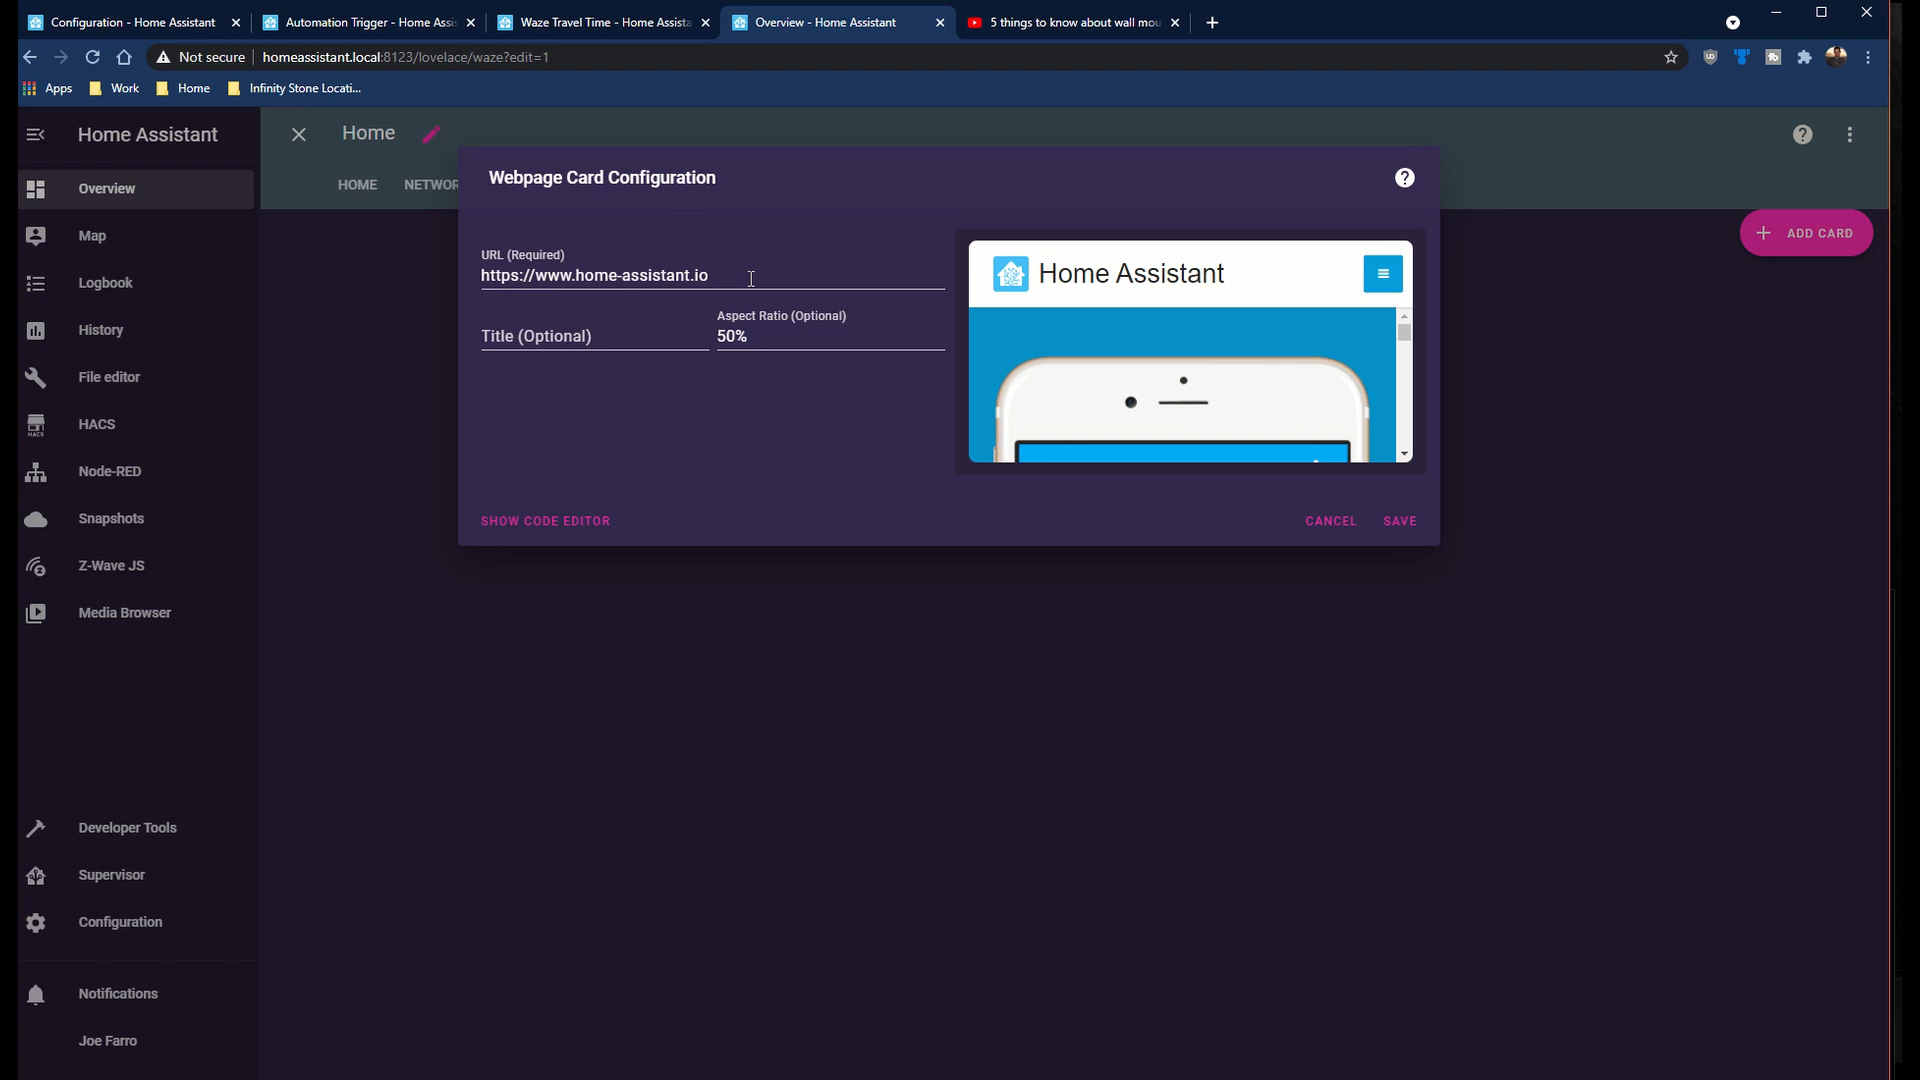 Configuration - Home Assistant
Automation Trigger - Home Assis
Waze Travel Time - Home Assista
Overview - Home Assistant
5 things to know about wall mou
Not secure
homeassistant.local:8123/lovelace/waze?edit=1
Apps
Work
Home
Infinity Stone Locati...
Home Assistant
Home
HOME
NETWOR
Overview
Map
Logbook
History
File editor
HACS
HACS
Node-RED
Snapshots
Z-Wave JS
Media Browser
Developer Tools
Supervisor
Configuration
Notifications
Joe Farro
ADD CARD
Webpage Card Configuration
URL (Required)
https://www.home-assistant.io
Title (Optional)
Aspect Ratio (Optional)
50%
Home Assistant
SHOW CODE EDITOR
CANCEL
SAVE